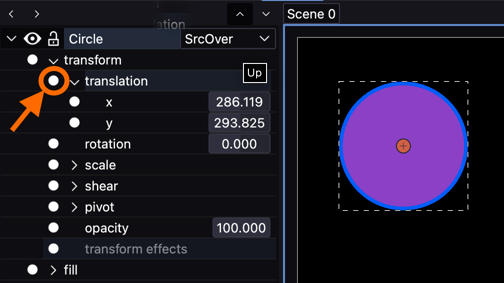 ation
Scene 0
Circle
SrcOver
transform
translation
Up
x
286.119
y
293.825
rotation
0.000
scale
shear
pivot
opacity
100.000
transform effects
fill